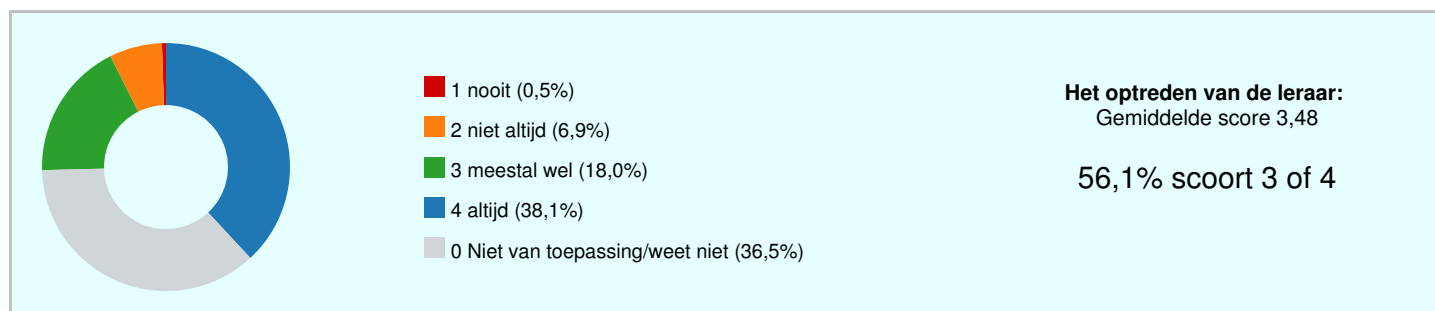 1 nooit (0,5%)
2 niet altijd (6,9%)
3 meestal wel (18,0%)
4 altijd (38,1%)
0 Niet van toepassing/weet niet (36,5%)
Het optreden van de leraar:
Gemiddelde score 3,48
56,1% scoort 3 of 4